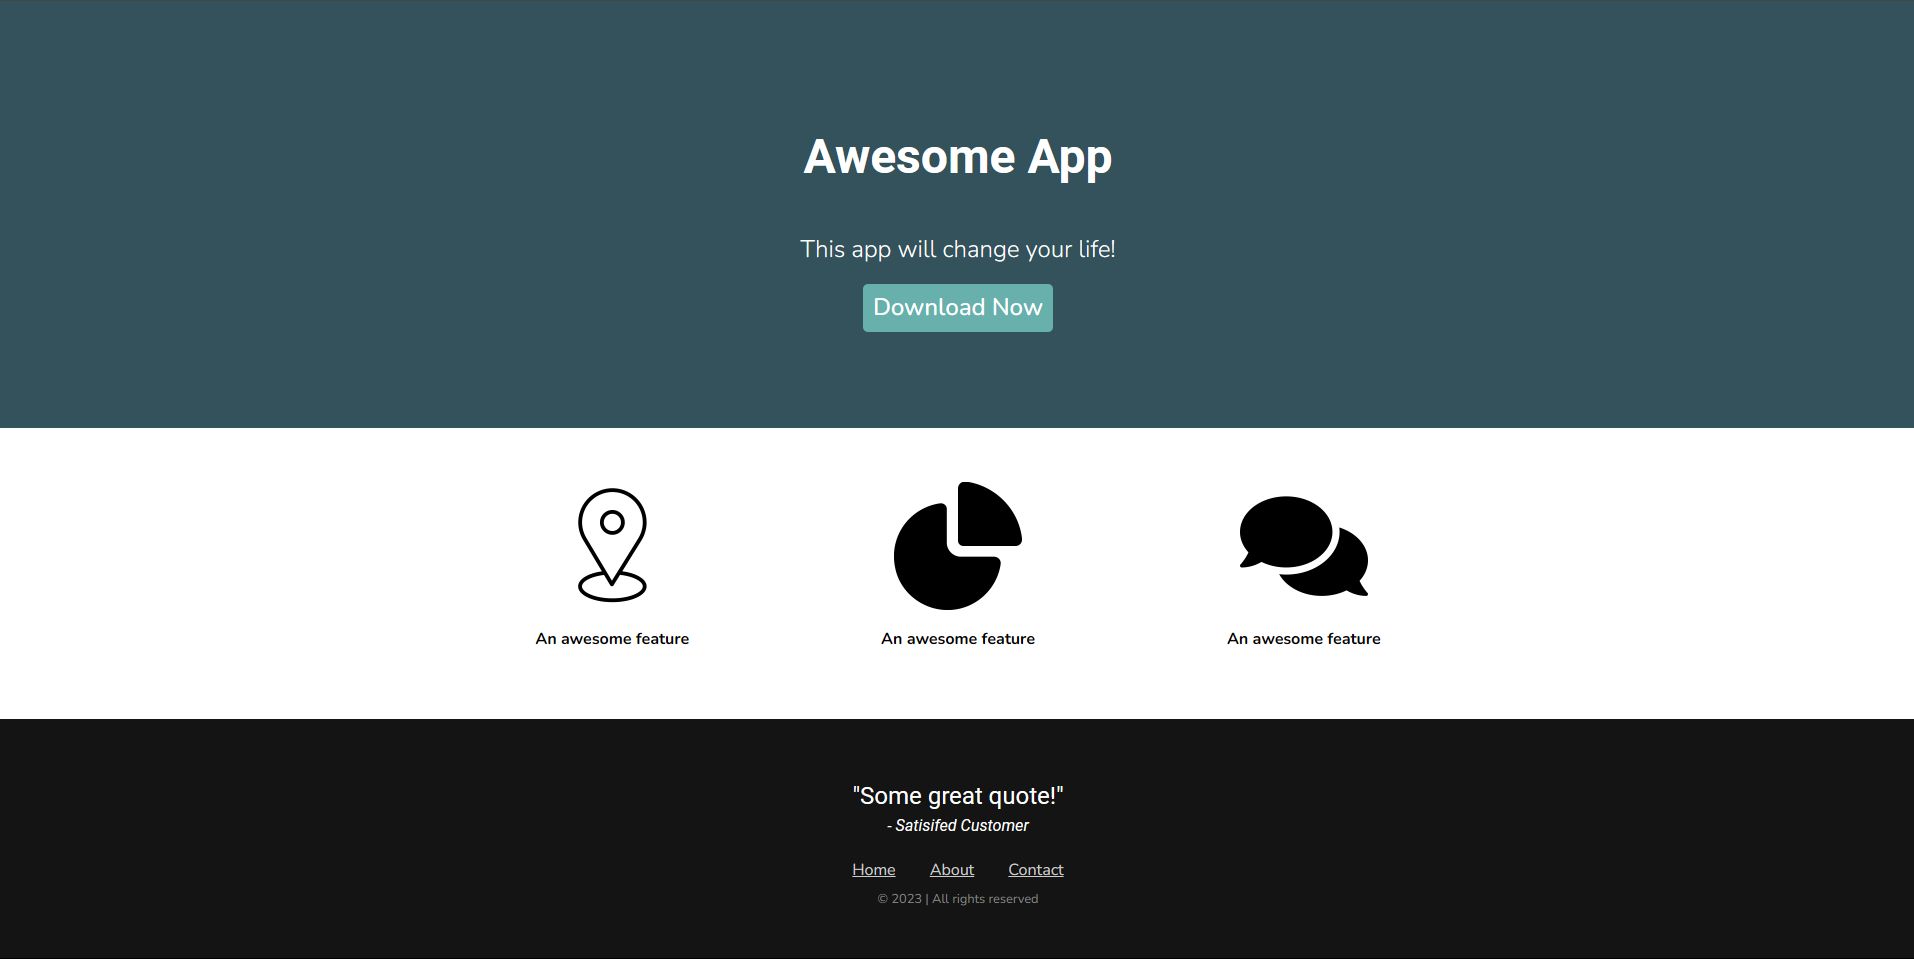 Awesome App
This app will change your life!
Download Now
An awesome feature
An awesome feature
An awesome feature
"Some great quote!"
- Satisifed Customer
Home About Contact
© 2023 | All rights reserved